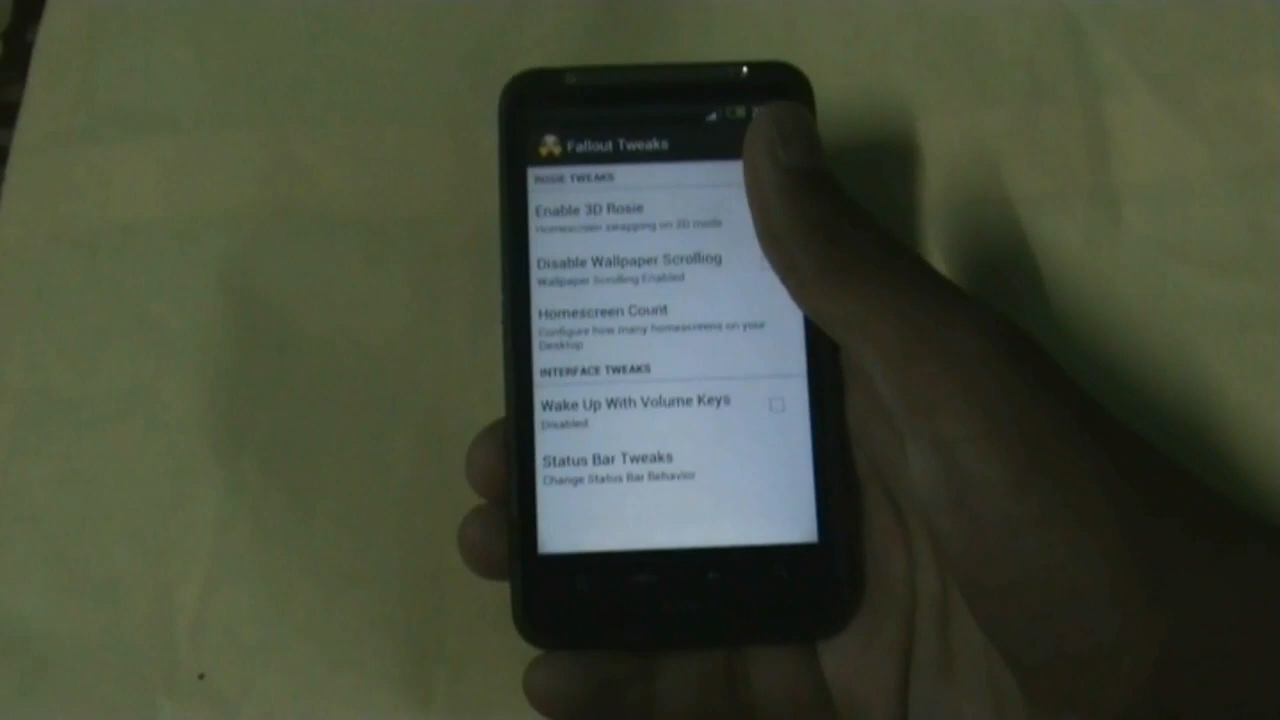 Fallout Tweaks
ROSIE TWEAKS
Enable 3D Rosie
Homescreen swapping on 3D mode
Disable Wallpaper Scrolling
Wallpaper Scrolling Enabled
Homescreen Count
Configure how many homescreens on your
Desktop
INTERFACE TWEAKS
Wake Up With Volume Keys
Disabled
Status Bar Tweaks
Change Status Bar Behavior